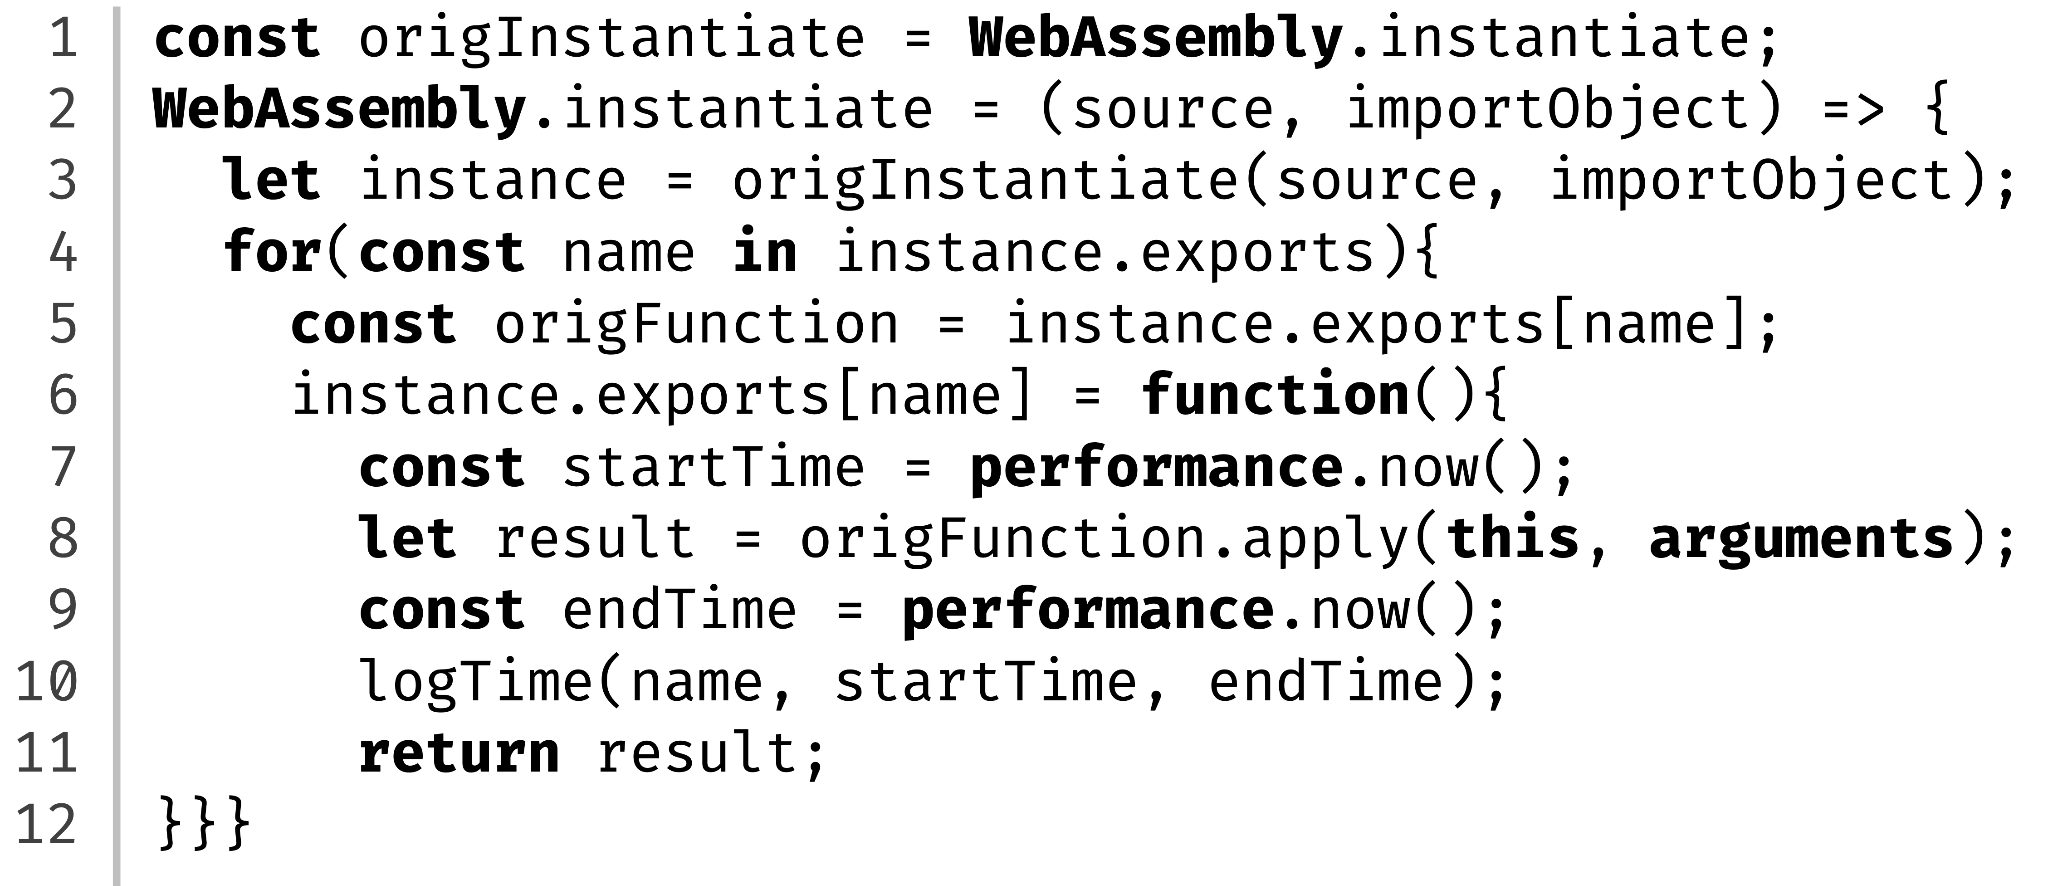 1 const origInstantiate = WebAssembly.instantiate;
2 WebAssembly.instantiate = (source, importObject) => {
3   let instance = origInstantiate(source, importObject);
4   for(const name in instance.exports){
5     const origFunction = instance.exports[name];
6     instance.exports[name] = function(){
7       const startTime = performance.now();
8       let result = origFunction.apply(this, arguments);
9       const endTime = performance.now();
10       logTime(name, startTime, endTime);
11       return result;
12 }}}